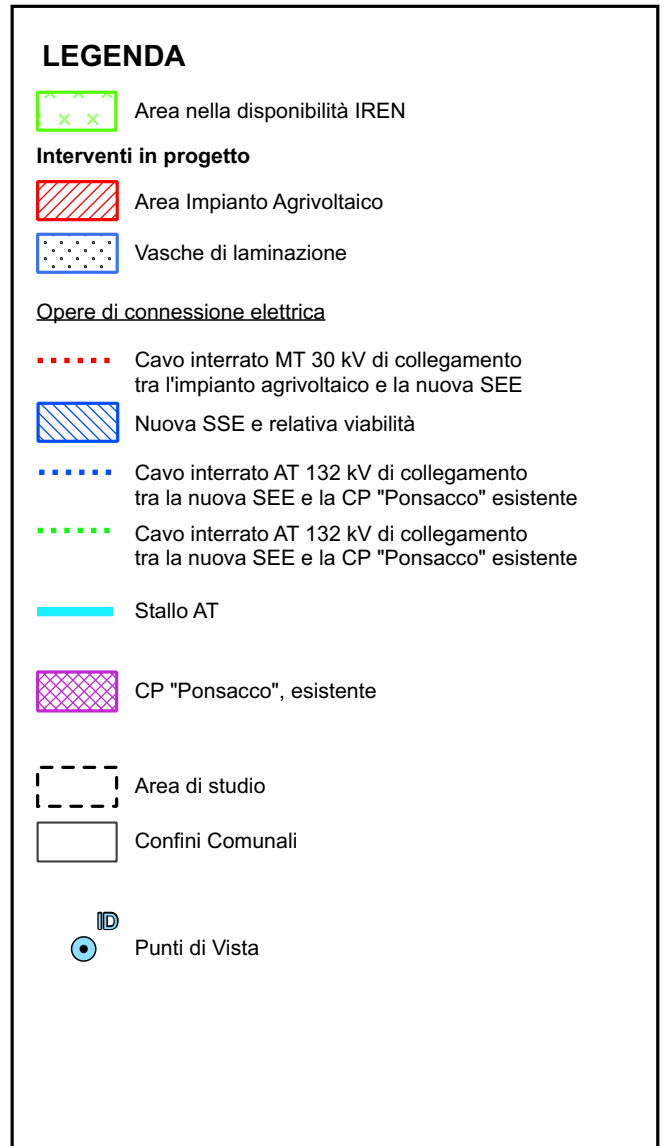 LEGENDA
Area nella disponibilità IREN
Interventi in progetto
Area Impianto Agrivoltaico
Vasche di laminazione
Opere di connessione elettrica
Cavo interrato MT 30 kV di collegamento
tra l'impianto agrivoltaico e la nuova SEE
Nuova SSE e relativa viabilità
Cavo interrato AT 132 kV di collegamento
tra la nuova SEE e la CP "Ponsacco" esistente
Cavo interrato AT 132 kV di collegamento
tra la nuova SEE e la CP "Ponsacco" esistente
Stallo AT
CP "Ponsacco", esistente
Area di studio
Confini Comunali
ID
Punti di Vista